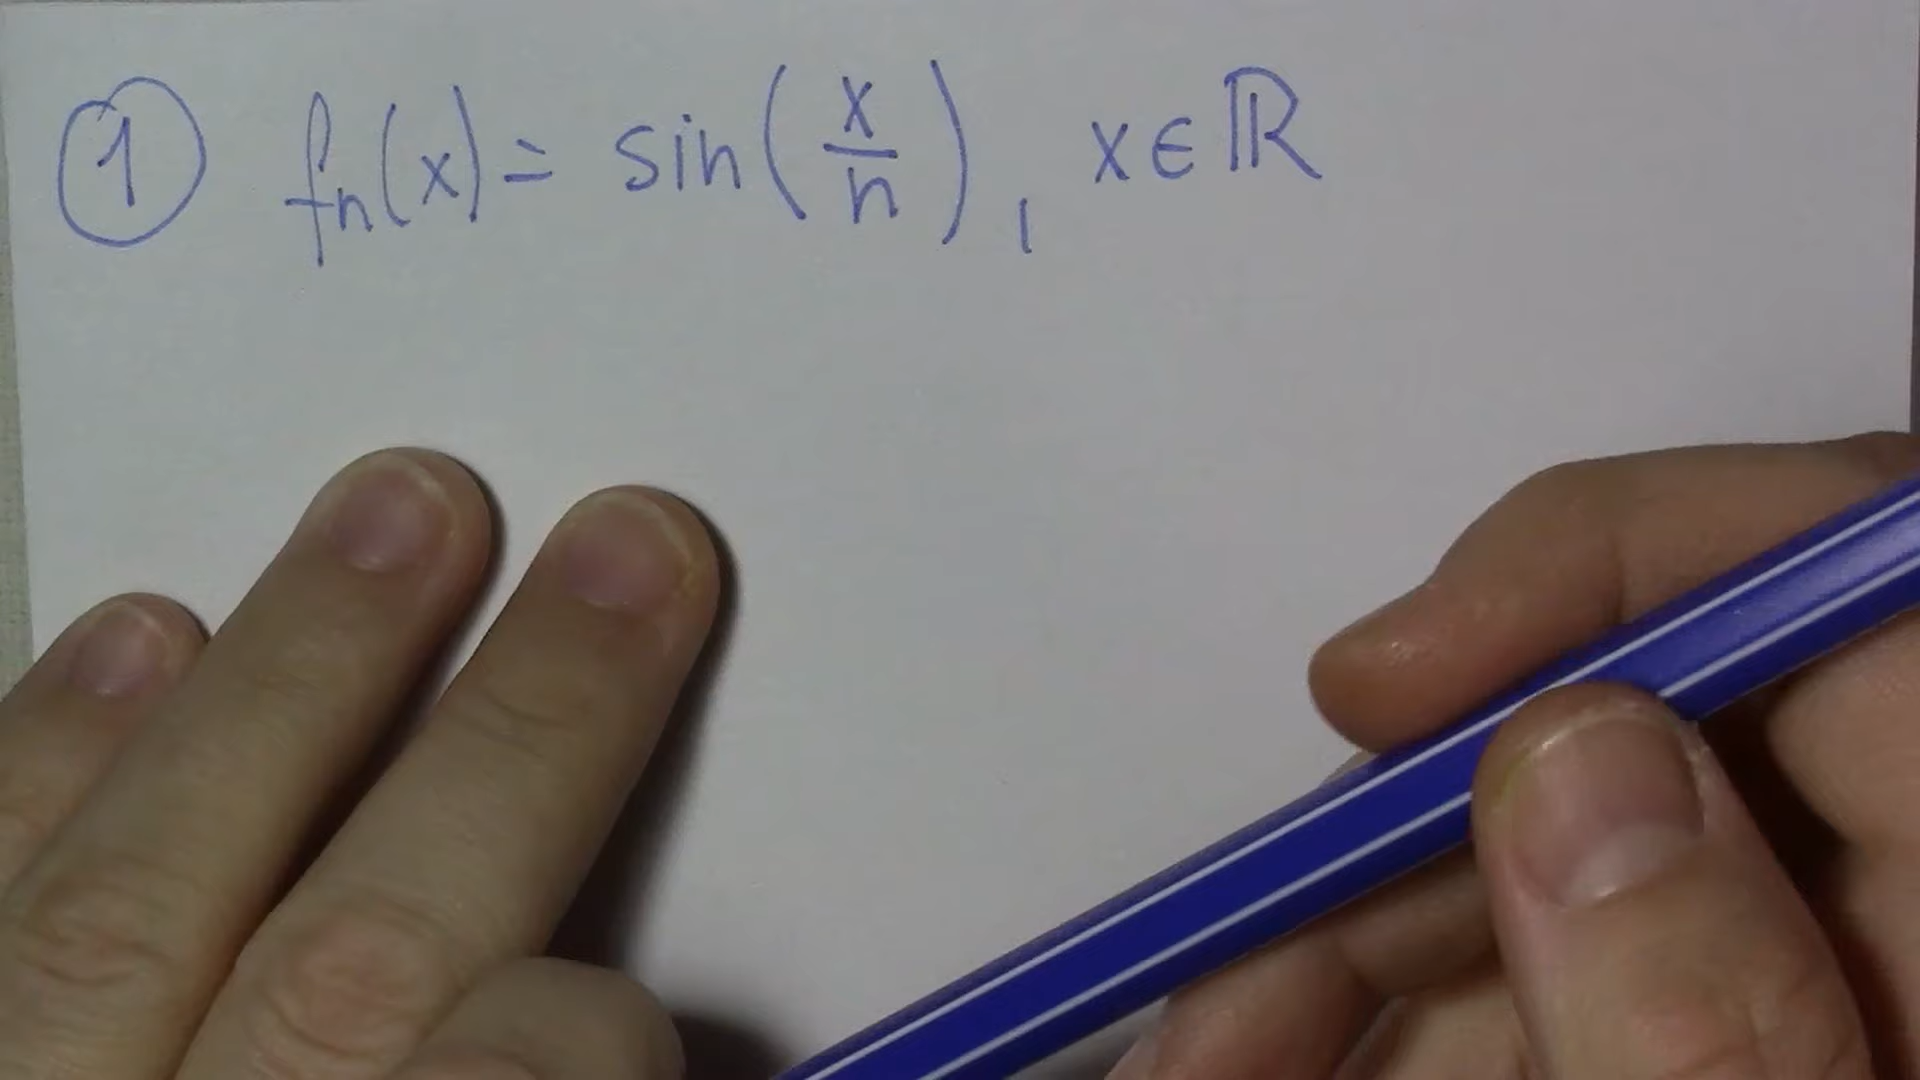 ① fₙ(x) = sin(x/n), x ∈ ℝ